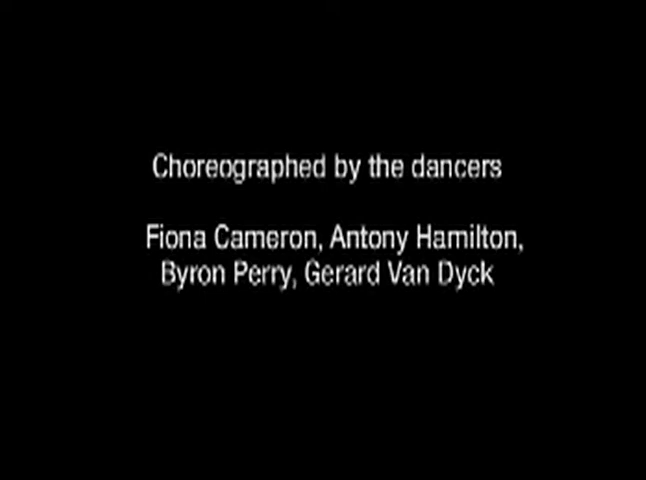 Choreographed by the dancers
Fiona Cameron, Antony Hamilton,
Byron Perry, Gerard Van Dyck